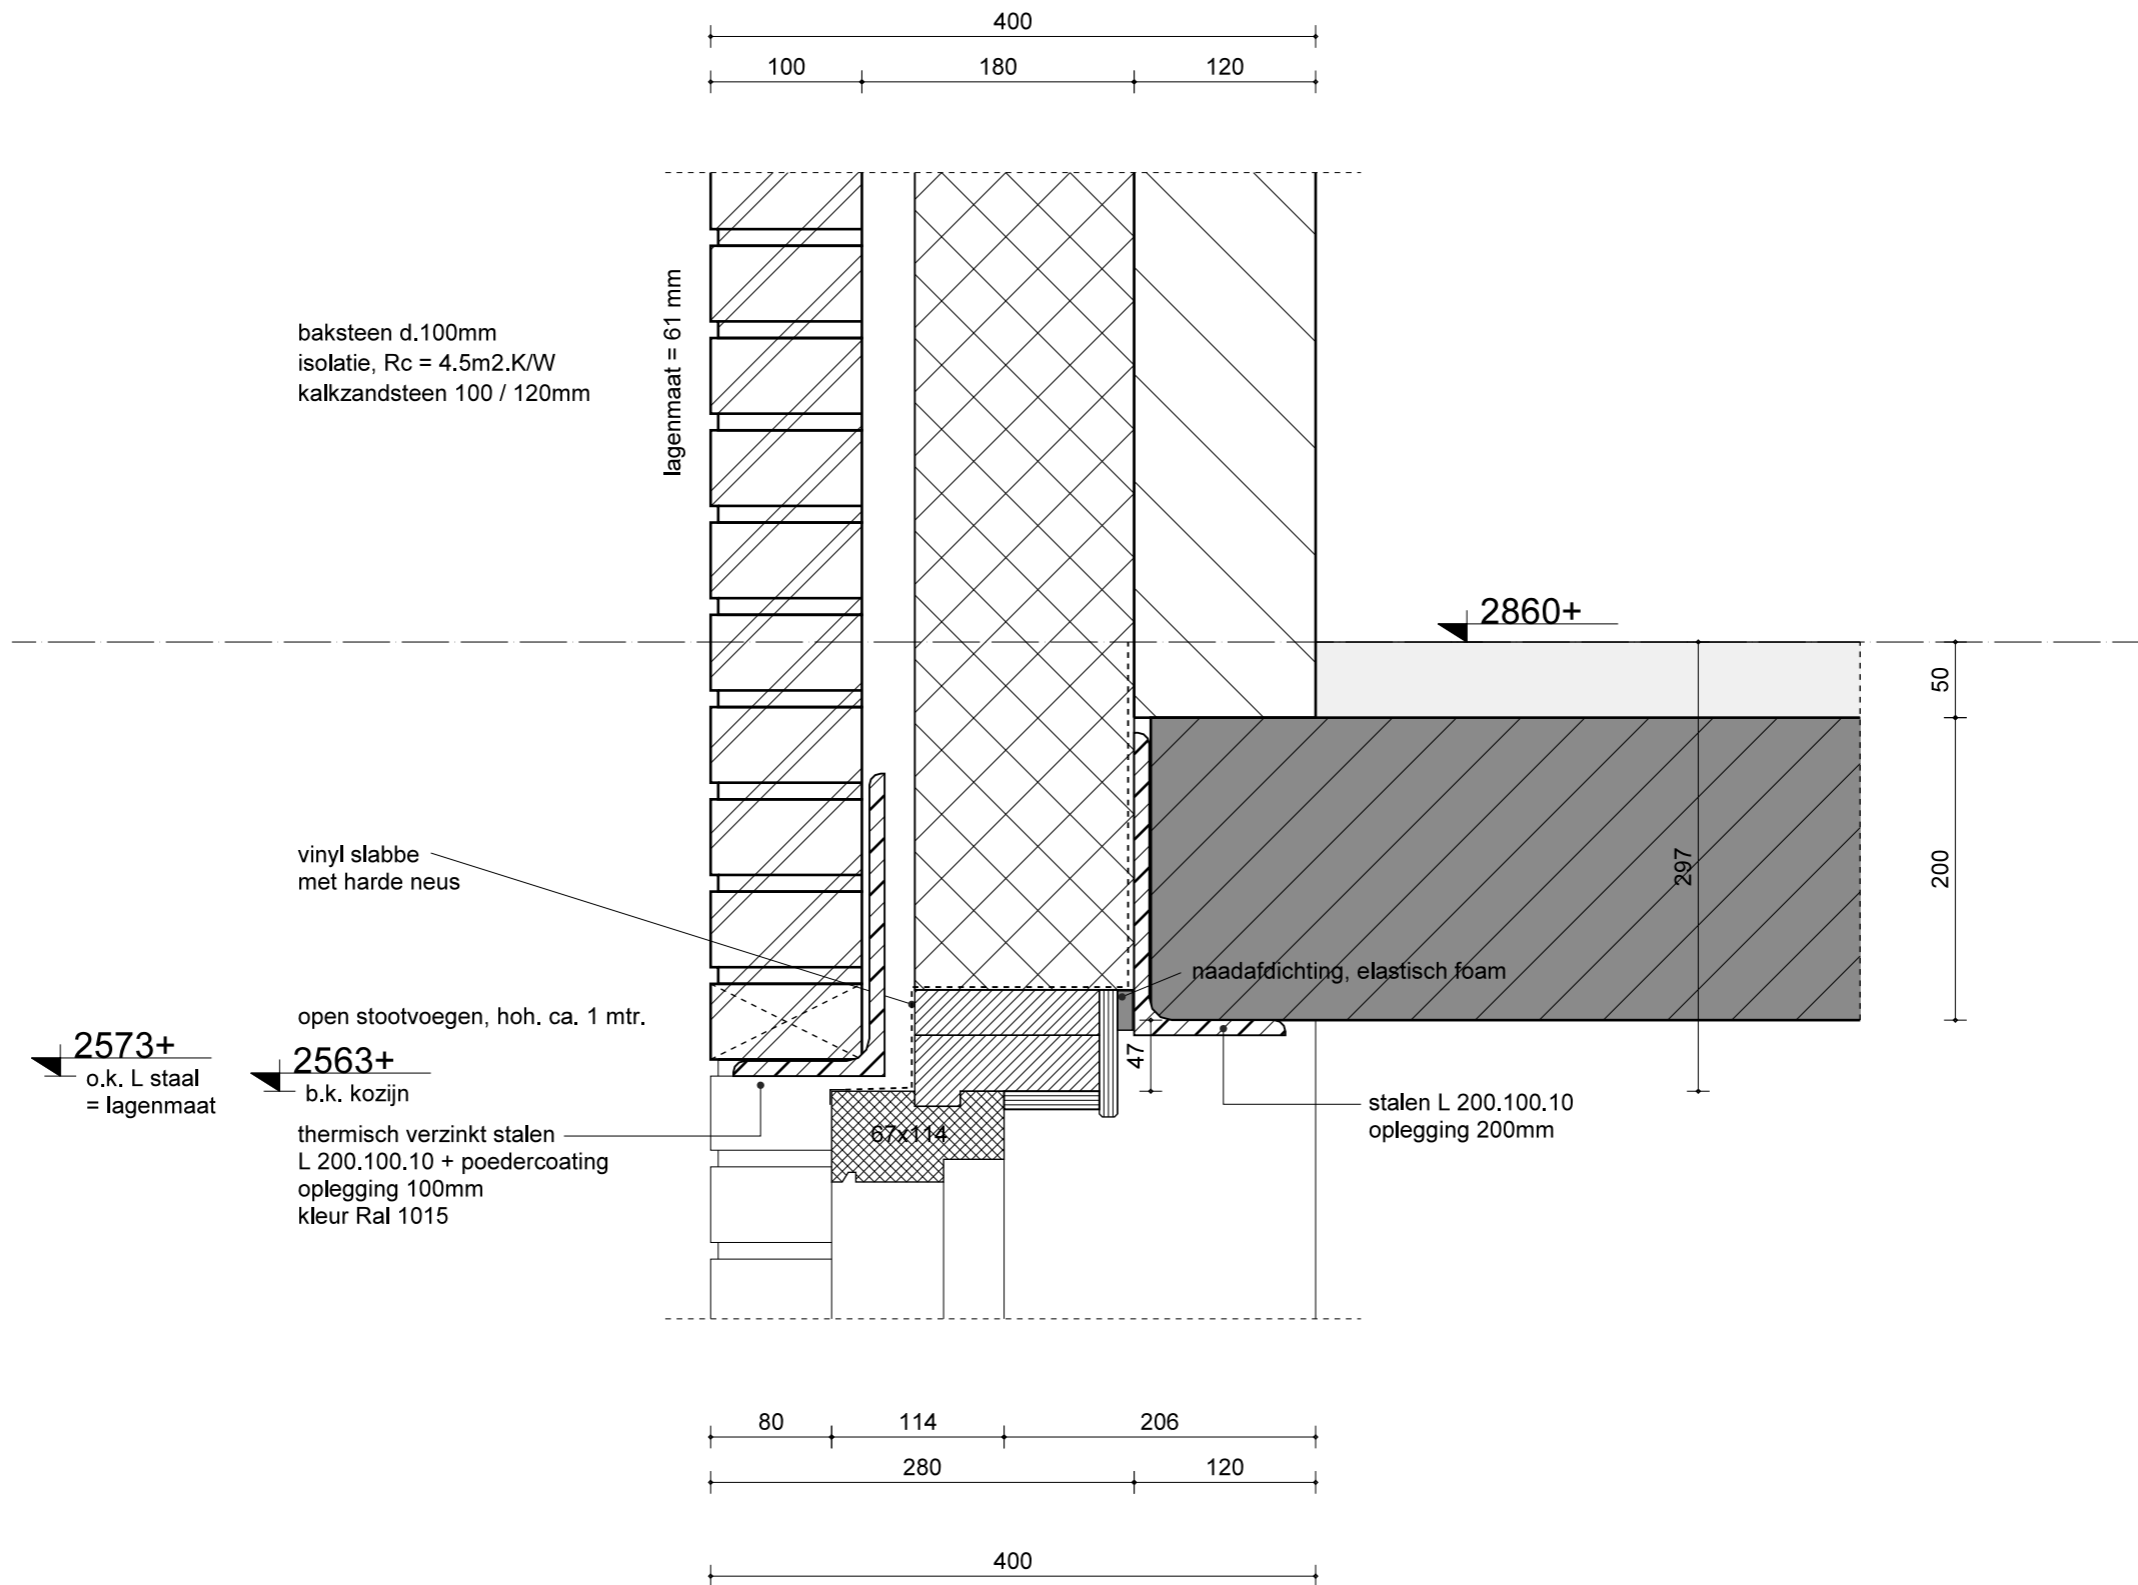 400
100
180
120
baksteen d.100mm
isolatie, Rc = 4.5m2.K/W
kalkzandsteen 100 / 120mm
lagenmaat = 61 mm
2860+
50
200
297
vinyl slabbe
met harde neus
naadafdichting, elastisch foam
open stootvoegen, hoh. ca. 1 mtr.
2573+
o.k. L staal
= lagenmaat
2563+
b.k. kozijn
47
thermisch verzinkt stalen
L 200.100.10 + poedercoating
oplegging 100mm
kleur Ral 1015
67x114
stalen L 200.100.10
oplegging 200mm
80
114
206
280
120
400